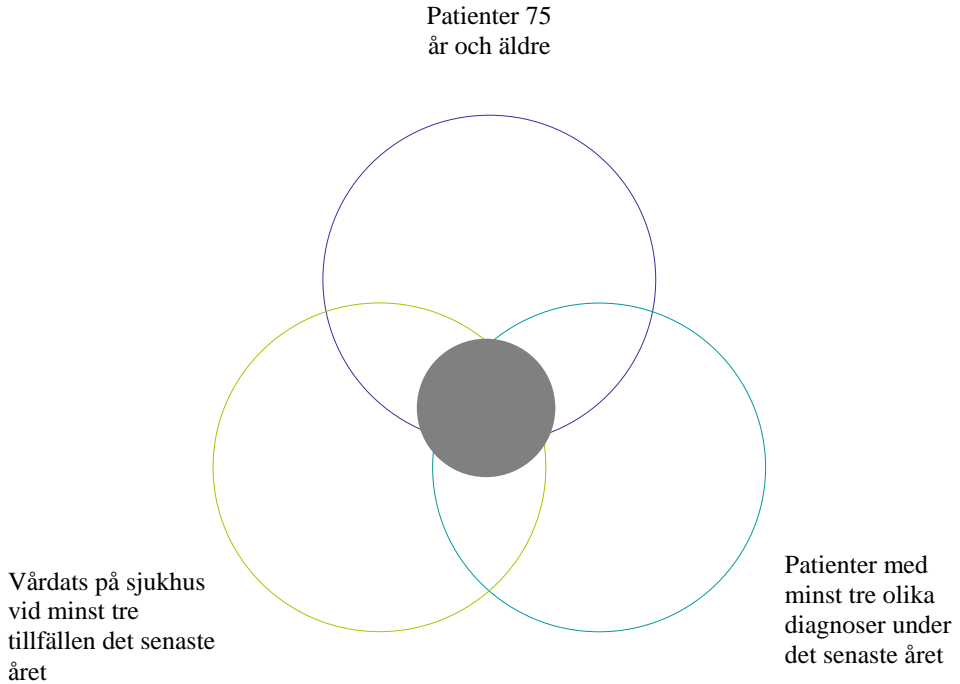 Patienter 75
år och äldre
Vårdats på sjukhus
vid minst tre
tillfällen det senaste
året
Patienter med
minst tre olika
diagnoser under
det senaste året